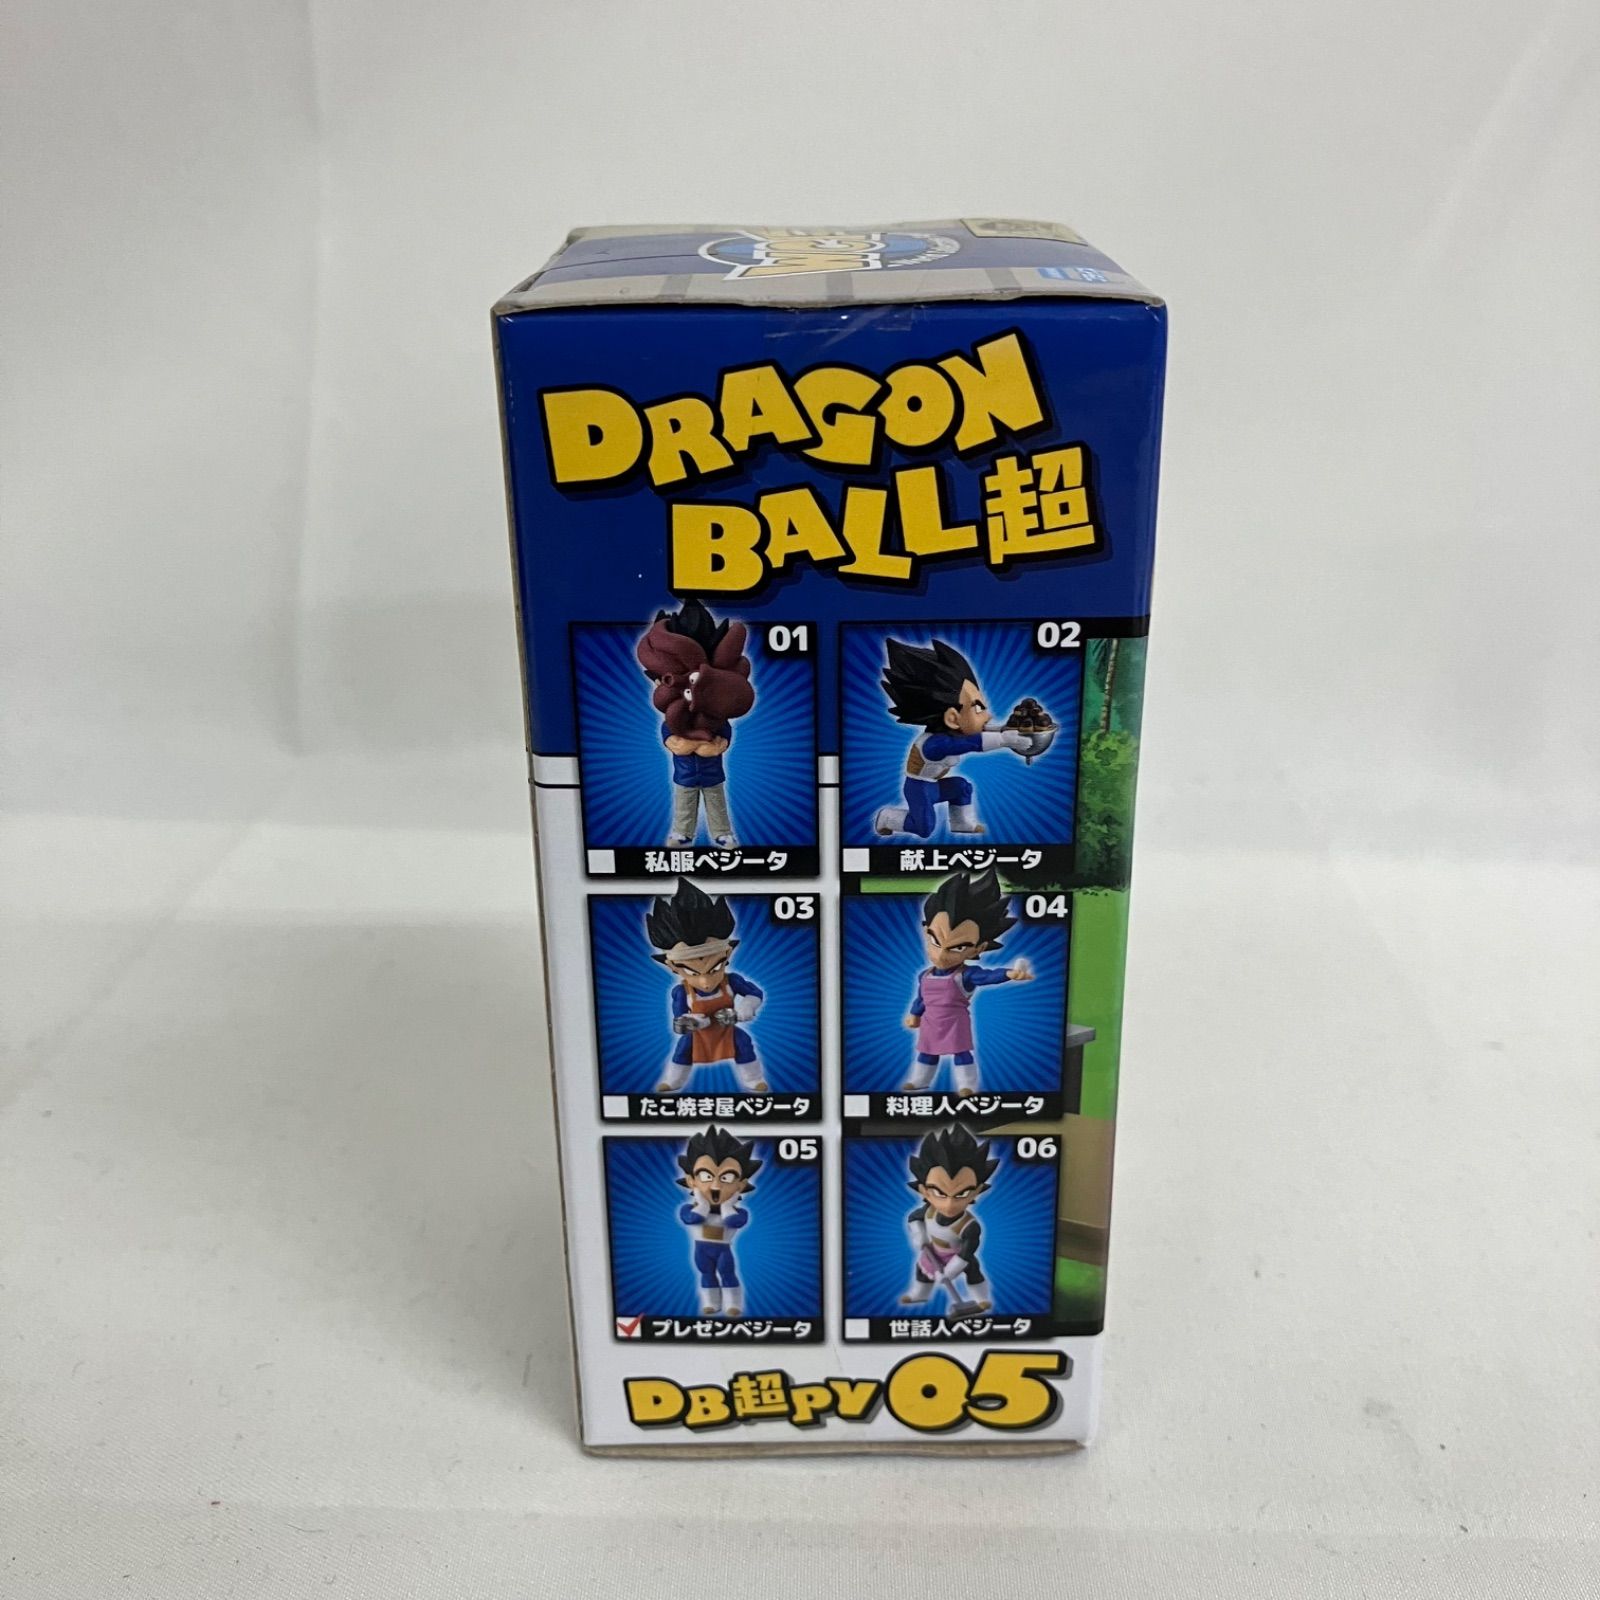 WCF
DRAGON
BALL超
01
02
私服ベジータ
献上ベジータ
03
04
たこ焼き屋ベジータ
料理人ベジータ
05
06
プレゼンベジータ
世話人ベジータ
DB超PV05